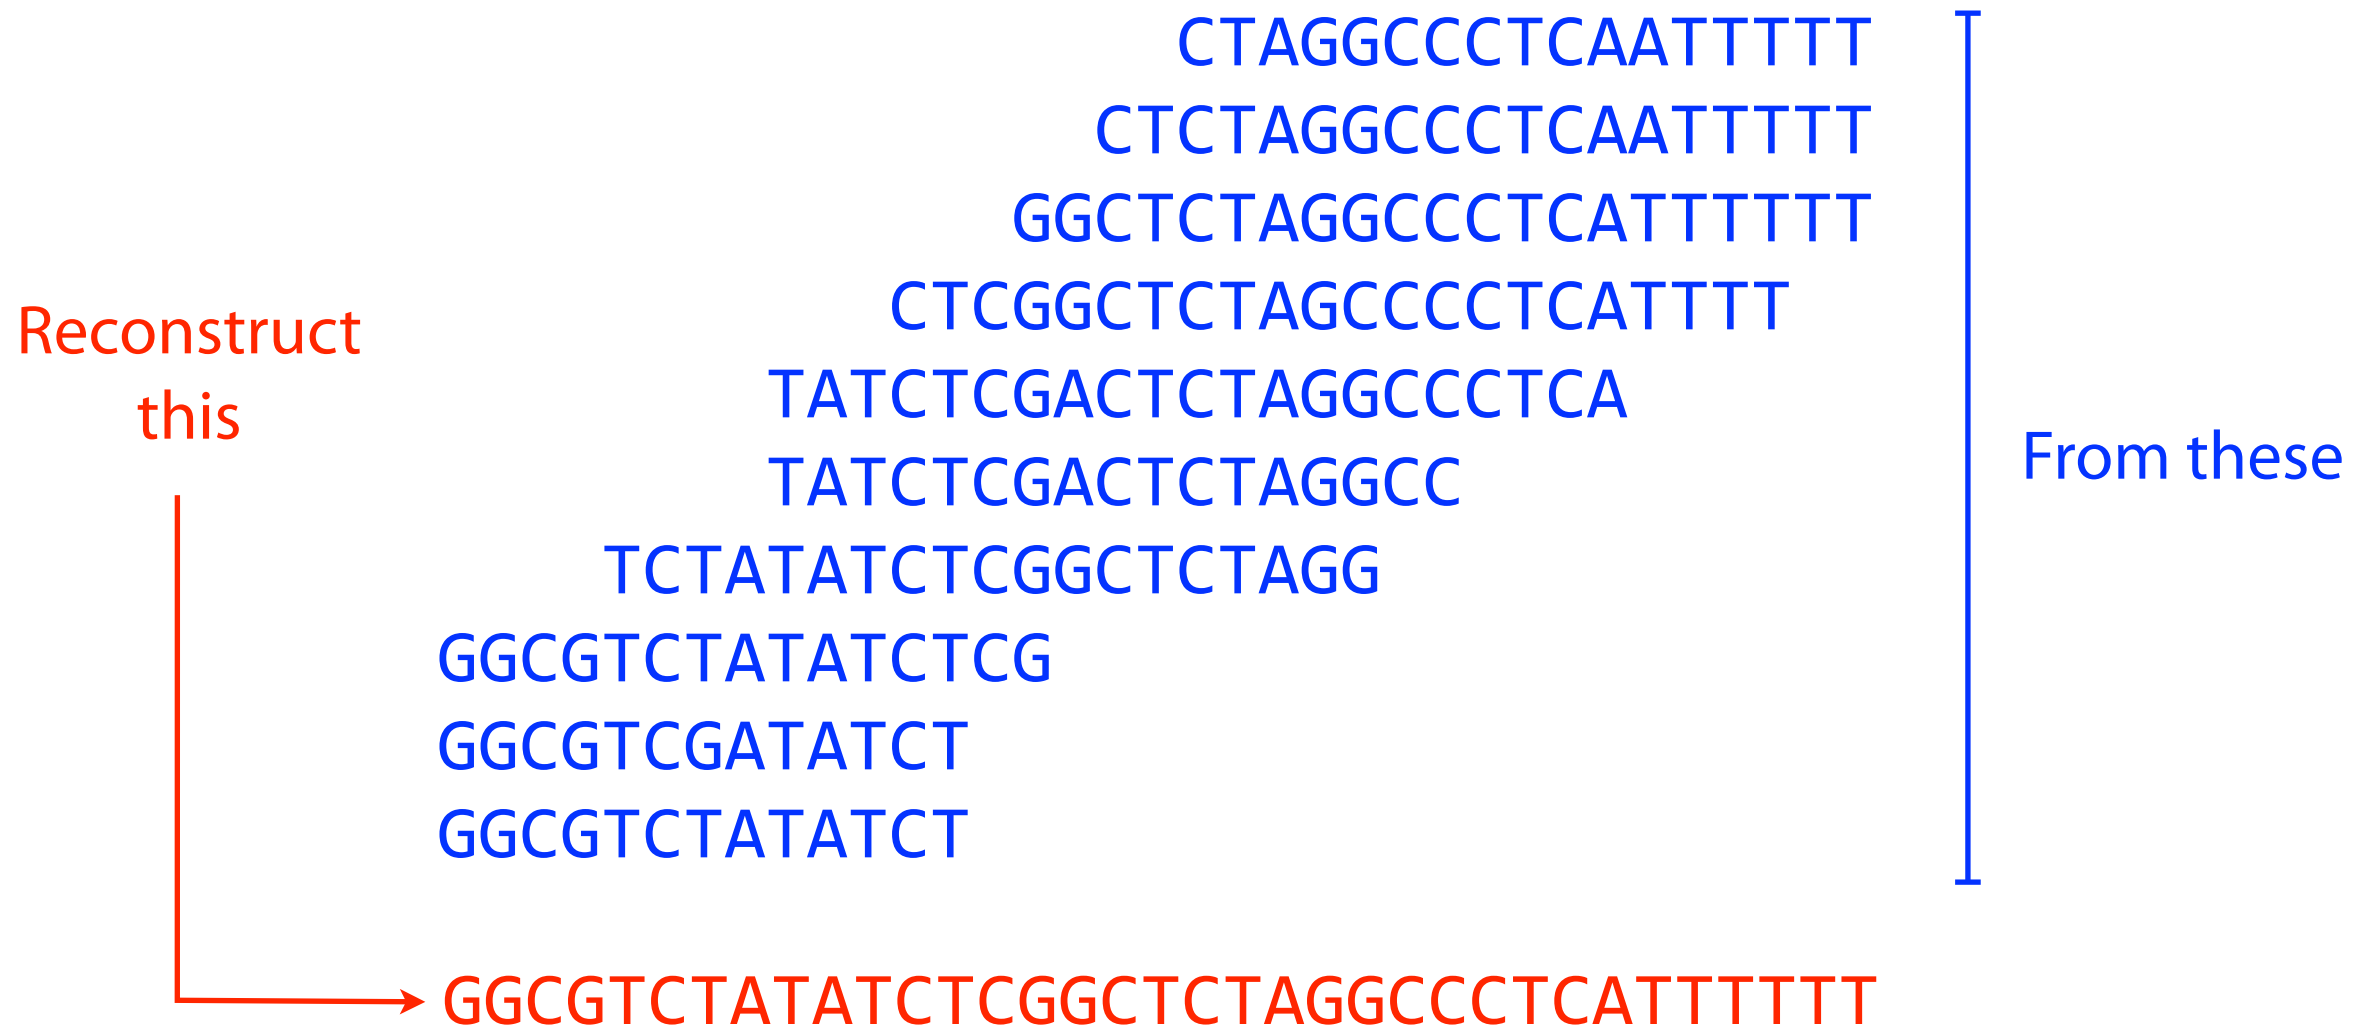 CTAGGCCCTCAATTTTT
CTCTAGGCCCTCAATTTTT
GGCTCTAGGCCCTCATTTTTT
CTCGGCTCTAGCCCCTCATTTT
TATCTCGACTCTAGGCCCTCA
TATCTCGACTCTAGGCC
TCTATATCTCGGCTCTAGG
GGCGTCTATATCTCG
GGCGTCGATATCT
GGCGTCTATATCT
Reconstruct
this
From these
GGCGTCTATATCTCGGCTCTAGGCCCTCATTTTTT